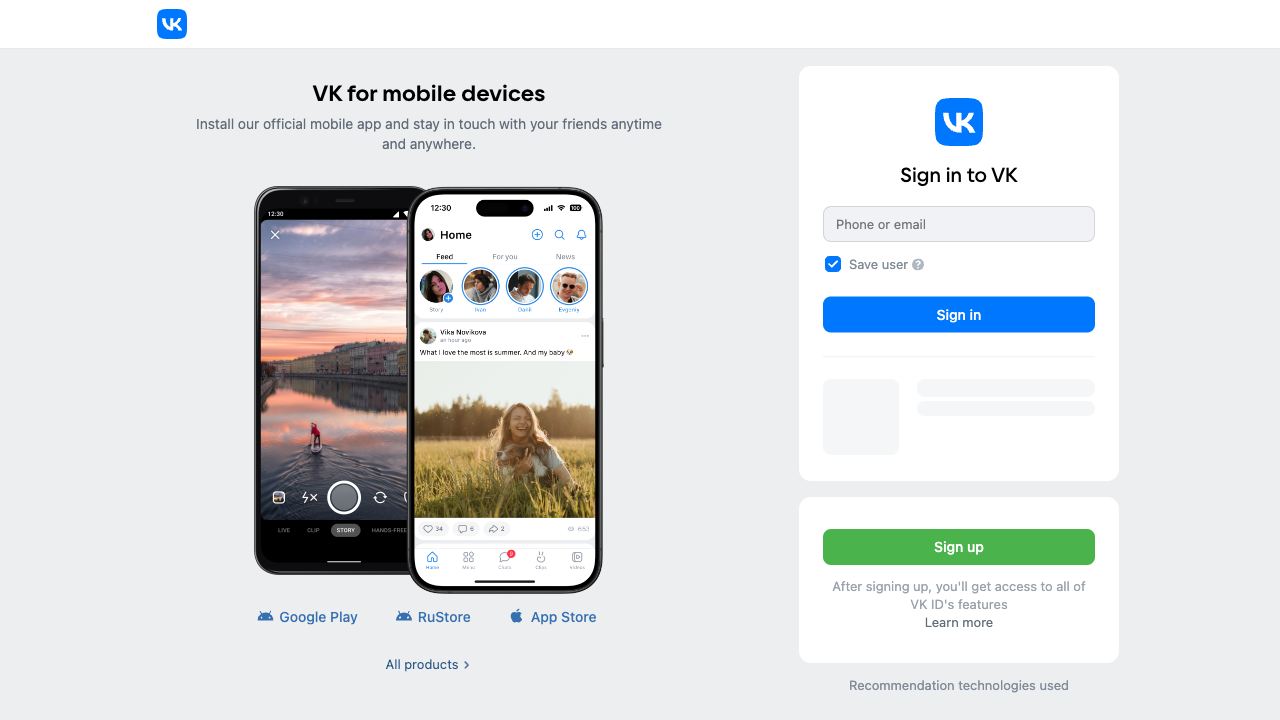 VK for mobile devices
Install our official mobile app and stay in touch with your friends anytime
and anywhere.
12:30
LIVE CLIP STORY HANDS-FREE
12:30
Home
Feed For you News
Story Ivan Danil Evgeniy
Vika Novikova
an hour ago
What I love the most is summer. And my baby
34 6 2 653
Home Menu Chats Clips Videos
Google Play RuStore App Store
All products
Sign in to VK
Phone or email
Save user
Sign in
Sign up
After signing up, you'll get access to all of
VK ID's features
Learn more
Recommendation technologies used